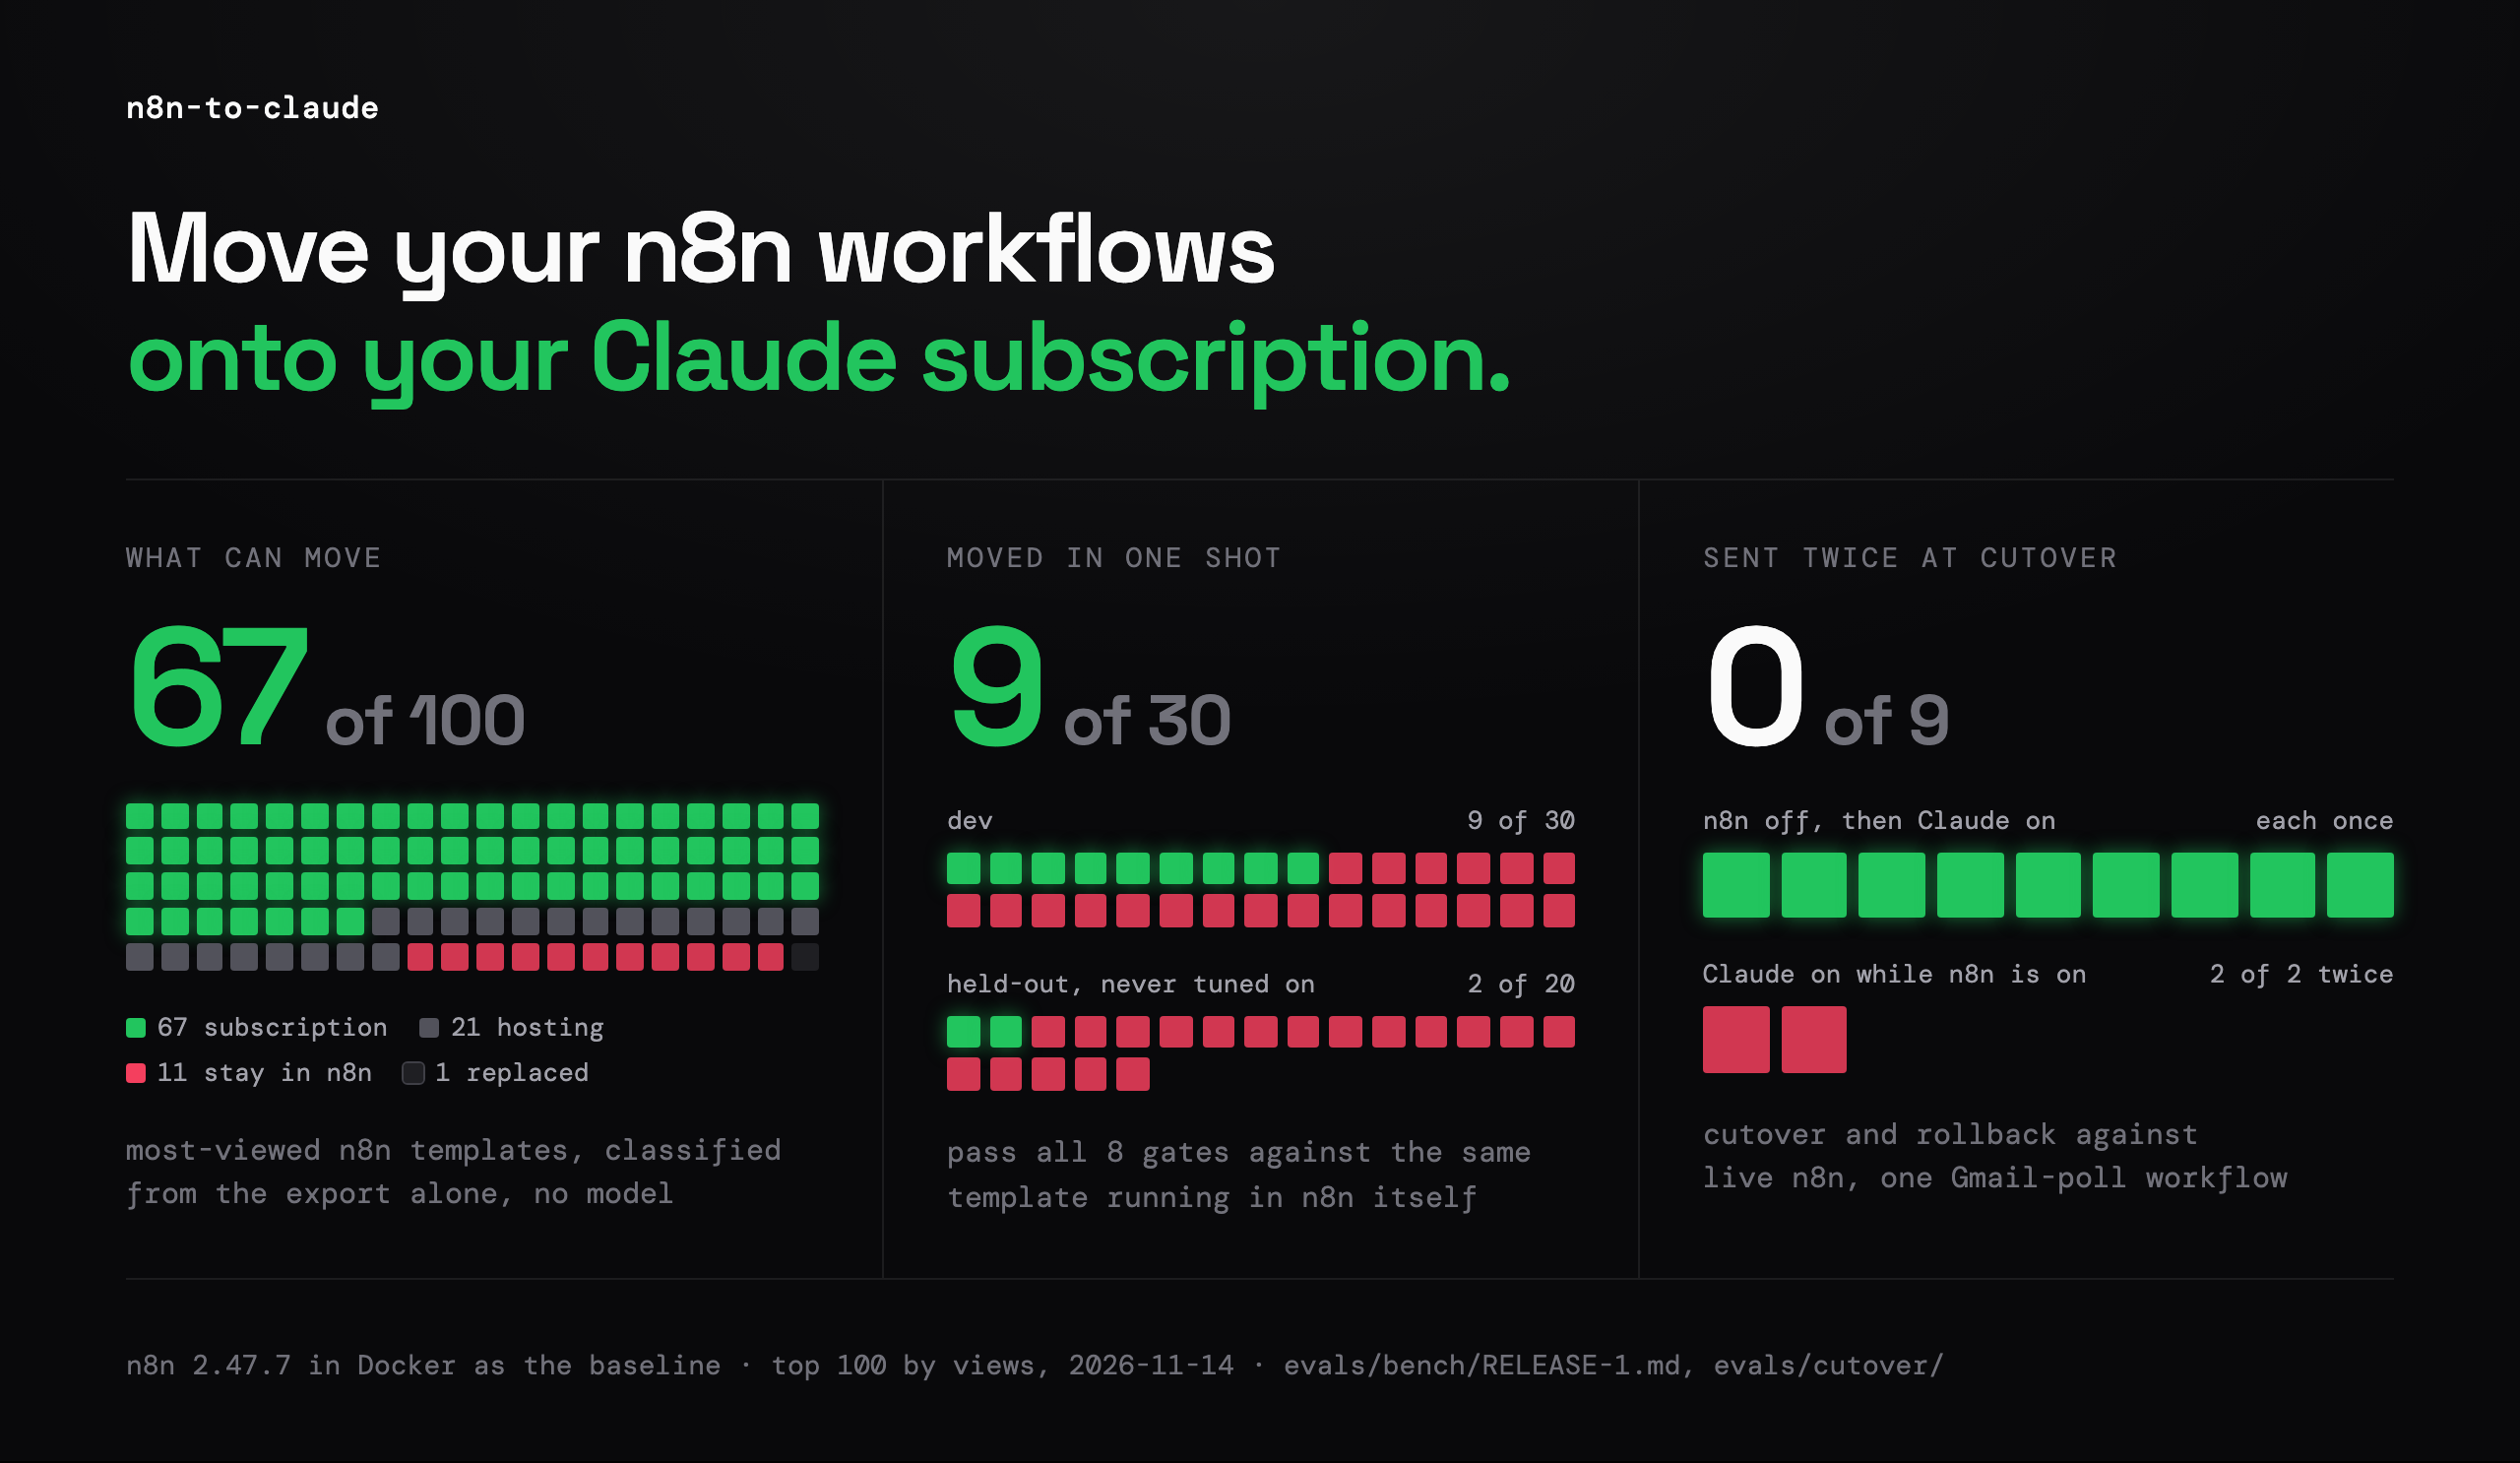 n8n-to-claude
Move your n8n workflows
onto your Claude subscription.
WHAT CAN MOVE
67 of 100
67 subscription 21 hosting
11 stay in n8n 1 replaced
most-viewed n8n templates, classified
from the export alone, no model
MOVED IN ONE SHOT
9 of 30
dev 9 of 30
held-out, never tuned on 2 of 20
pass all 8 gates against the same
template running in n8n itself
SENT TWICE AT CUTOVER
0 of 9
n8n off, then Claude on each once
Claude on while n8n is on 2 of 2 twice
cutover and rollback against
live n8n, one Gmail-poll workflow
n8n 2.47.7 in Docker as the baseline · top 100 by views, 2026-11-14 · evals/bench/RELEASE-1.md, evals/cutover/